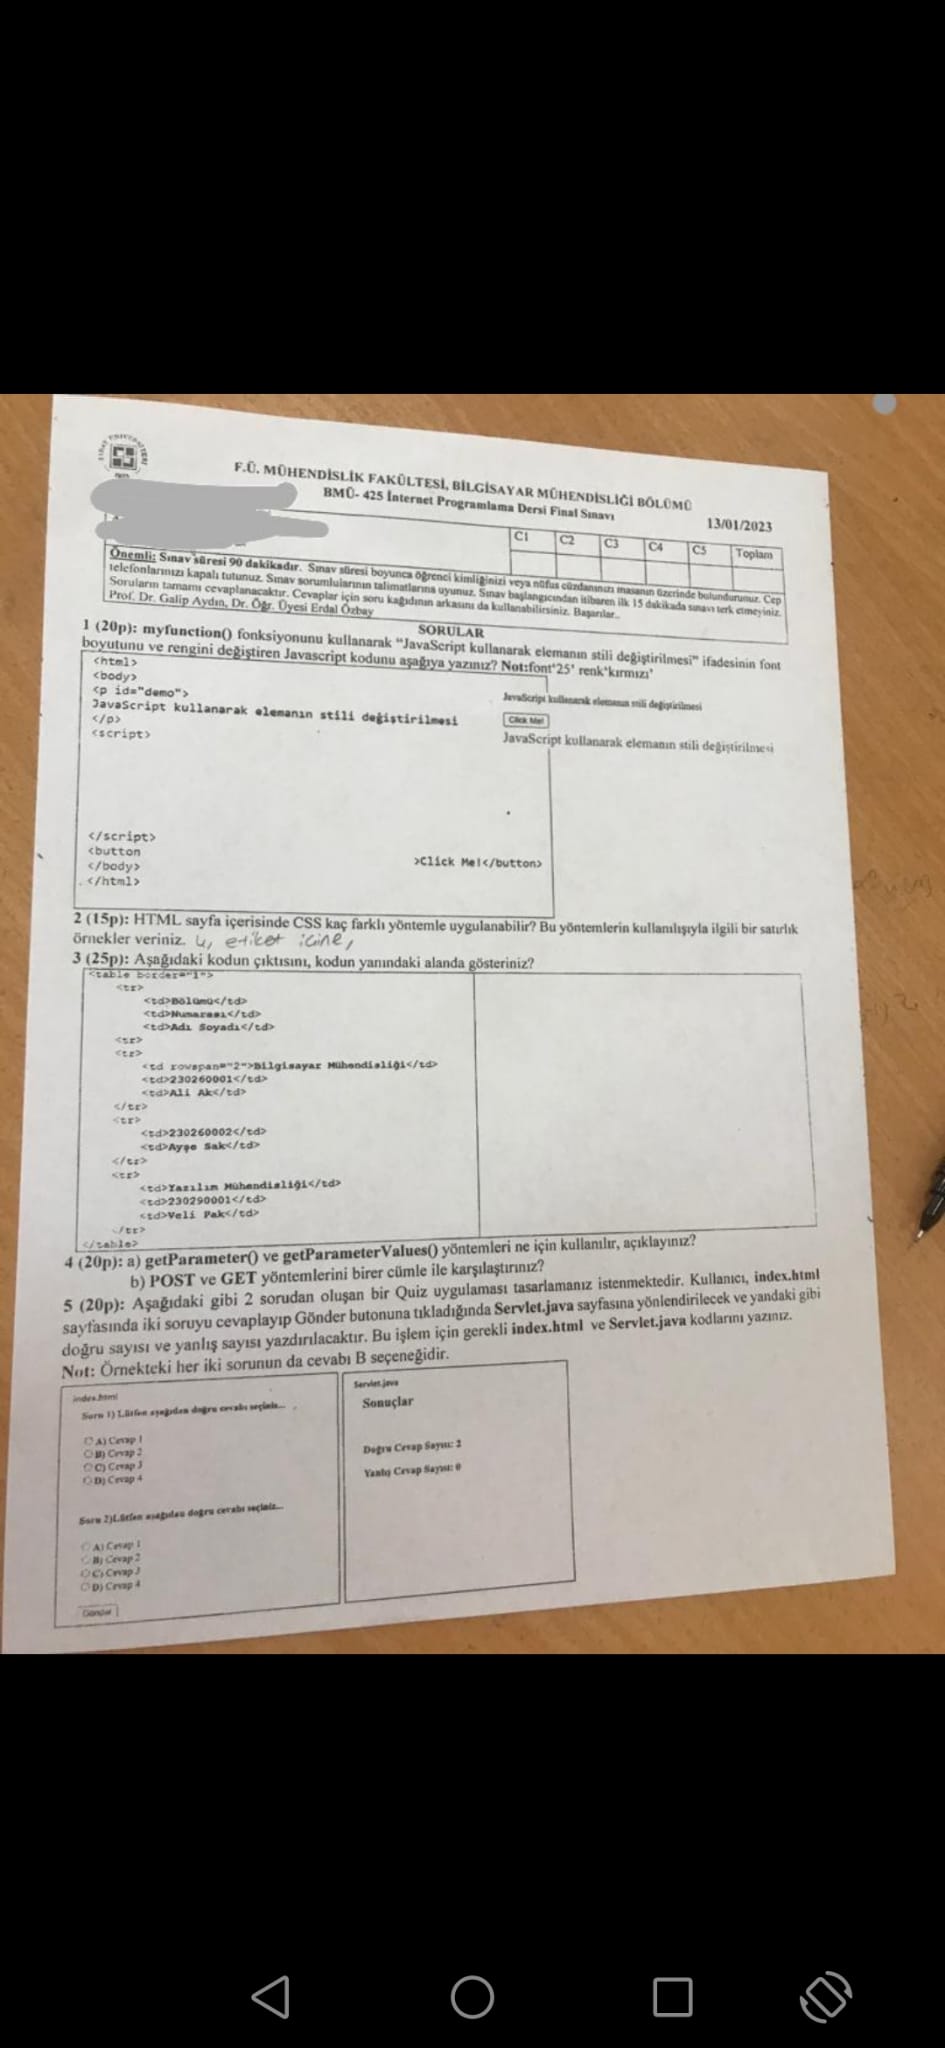 F.Ü. MÜHENDİSLİK FAKÜLTESİ, BİLGİSAYAR MÜHENDİSLİĞİ BÖLÜMÜ
BMÜ- 425 İnternet Programlama Dersi Final Sınavı
13/01/2023
C1 C2 C3 C4 C5 Toplam
Önemli: Sınav süresi 90 dakikadır. Sınav süresi boyunca öğrenci kimliğinizi veya nüfus cüzdanınızı masanın üzerinde bulundurunuz. Cep
telefonlarınızı kapalı tutunuz. Sınav sorumlularının talimatlarına uyunuz. Sınav başlangıcından itibaren ilk 15 dakikada sınavı terk etmeyiniz.
Soruların tamamı cevaplanacaktır. Cevaplar için soru kağıdının arkasını da kullanabilirsiniz. Başarılar..
Prof. Dr. Galip Aydın, Dr. Öğr. Üyesi Erdal Özbay
SORULAR
1 (20p): myfunction() fonksiyonunu kullanarak “JavaScript kullanarak elemanın stili değiştirilmesi” ifadesinin font
boyutunu ve rengini değiştiren Javascript kodunu aşağıya yazınız? Not:font‘25’ renk‘kırmızı’
<html>
<body>
<p id="demo">
JavaScript kullanarak elemanın stili değiştirilmesi
</p>
<script>
JavaScript kullanarak elemanın stili değiştirilmesi
Click Me!
JavaScript kullanarak elemanın stili değiştirilmesi
</script>
<button >Click Me!</button>
</body>
</html>
2 (15p): HTML sayfa içerisinde CSS kaç farklı yöntemle uygulanabilir? Bu yöntemlerin kullanılışıyla ilgili bir satırlık
örnekler veriniz. 4, etiket icine,
3 (25p): Aşağıdaki kodun çıktısını, kodun yanındaki alanda gösteriniz?
<table border="1">
<tr>
<td>Bölümü</td>
<td>Numarası</td>
<td>Adı Soyadı</td>
<tr>
<tr>
<td rowspan="2">Bilgisayar Mühendisliği</td>
<td>230260001</td>
<td>Ali Ak</td>
</tr>
<tr>
<td>230260002</td>
<td>Ayşe Sak</td>
</tr>
<tr>
<td>Yazılım Mühendisliği</td>
<td>230290001</td>
<td>Veli Pak</td>
</tr>
</table>
4 (20p): a) getParameter() ve getParameterValues() yöntemleri ne için kullanılır, açıklayınız?
b) POST ve GET yöntemlerini birer cümle ile karşılaştırınız?
5 (20p): Aşağıdaki gibi 2 sorudan oluşan bir Quiz uygulaması tasarlamanız istenmektedir. Kullanıcı, index.html
sayfasında iki soruyu cevaplayıp Gönder butonuna tıkladığında Servlet.java sayfasına yönlendirilecek ve yandaki gibi
doğru sayısı ve yanlış sayısı yazdırılacaktır. Bu işlem için gerekli index.html ve Servlet.java kodlarını yazınız.
Not: Örnekteki her iki sorunun da cevabı B seçeneğidir.
index.html
Soru 1) Lütfen aşağıdan doğru cevabı seçiniz...
A) Cevap 1
B) Cevap 2
C) Cevap 3
D) Cevap 4
Soru 2)Lütfen aşağıdan doğru cevabı seçiniz...
A) Cevap 1
B) Cevap 2
C) Cevap 3
D) Cevap 4
Gönder
Servlet.java
Sonuçlar
Doğru Cevap Sayısı: 2
Yanlış Cevap Sayısı: 0